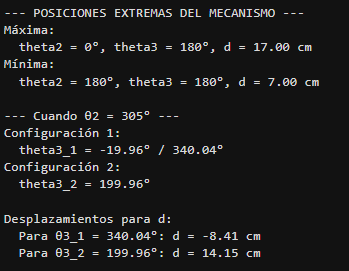 --- POSICIONES EXTREMAS DEL MECANISMO ---
Máxima:
  theta2 = 0°, theta3 = 180°, d = 17.00 cm
Mínima:
  theta2 = 180°, theta3 = 180°, d = 7.00 cm

--- Cuando θ2 = 305° ---
Configuración 1:
  theta3_1 = -19.96° / 340.04°
Configuración 2:
  theta3_2 = 199.96°

Desplazamientos para d:
  Para θ3_1 = 340.04°: d = -8.41 cm
  Para θ3_2 = 199.96°: d = 14.15 cm